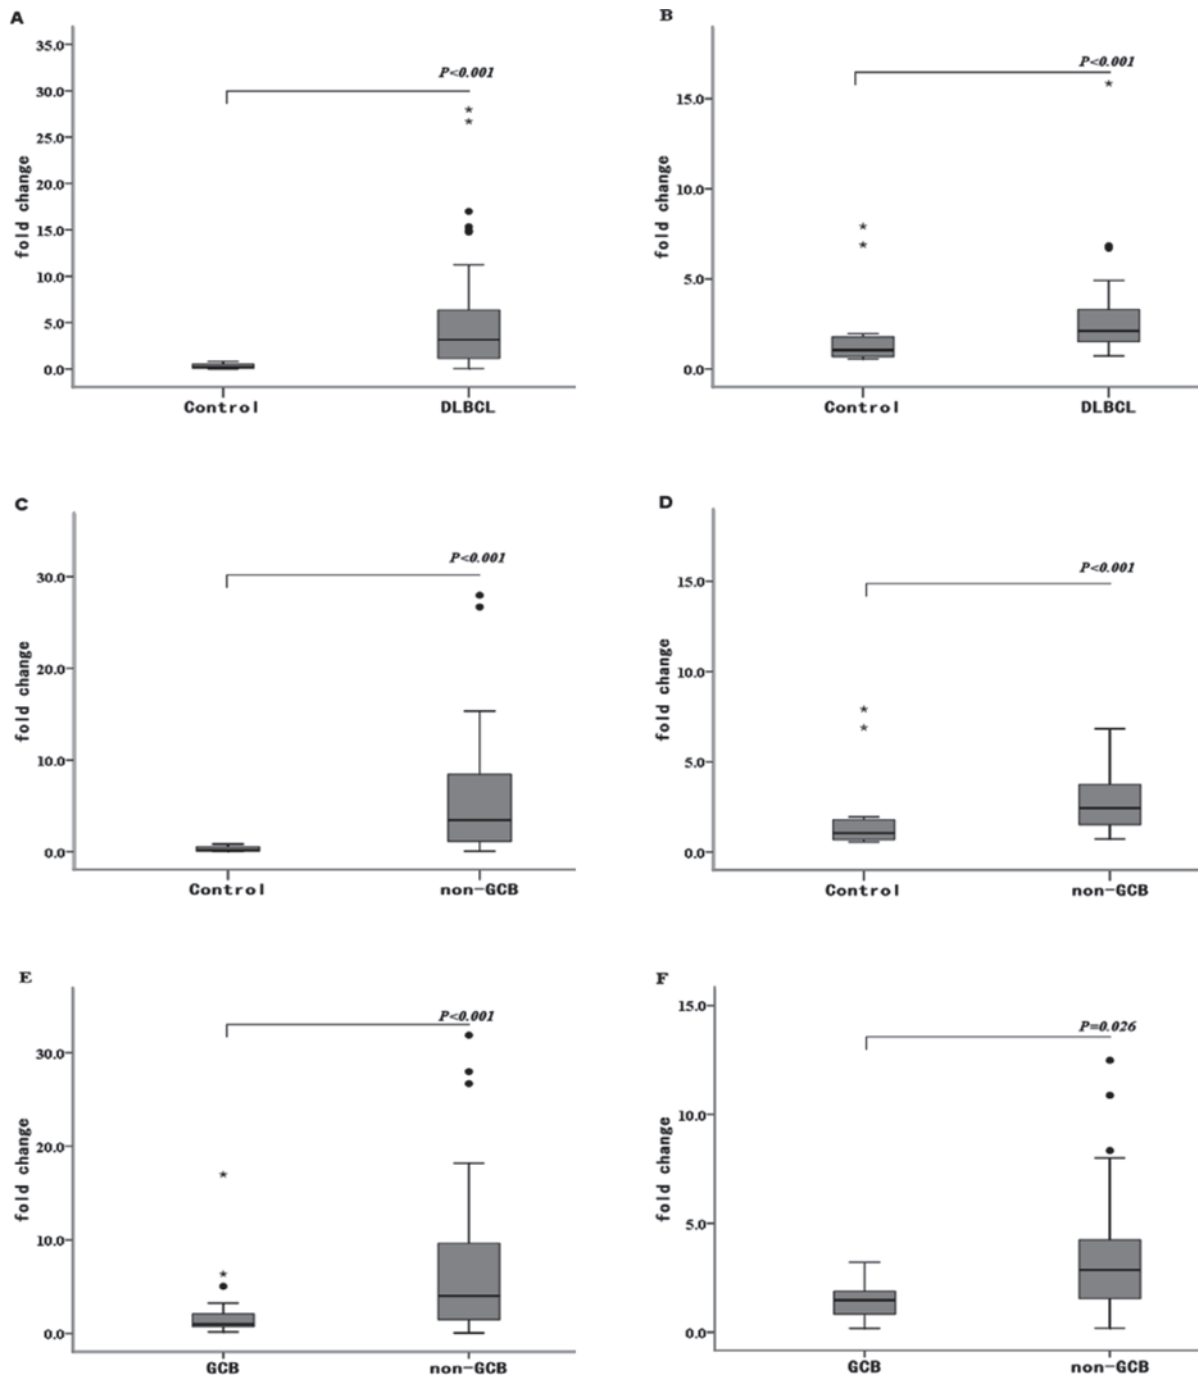 A
P<0.001
35.0
30.0
25.0
20.0
15.0
10.0
5.0
0.0
fold change
Control DLBCL
B
P<0.001
15.0
10.0
5.0
0.0
fold change
Control DLBCL
C
P<0.001
30.0
20.0
10.0
0.0
fold change
Control non-GCB
D
P<0.001
15.0
10.0
5.0
0.0
fold change
Control non-GCB
E
P<0.001
30.0
20.0
10.0
0.0
fold change
GCB non-GCB
F
P=0.026
15.0
10.0
5.0
0.0
fold change
GCB non-GCB